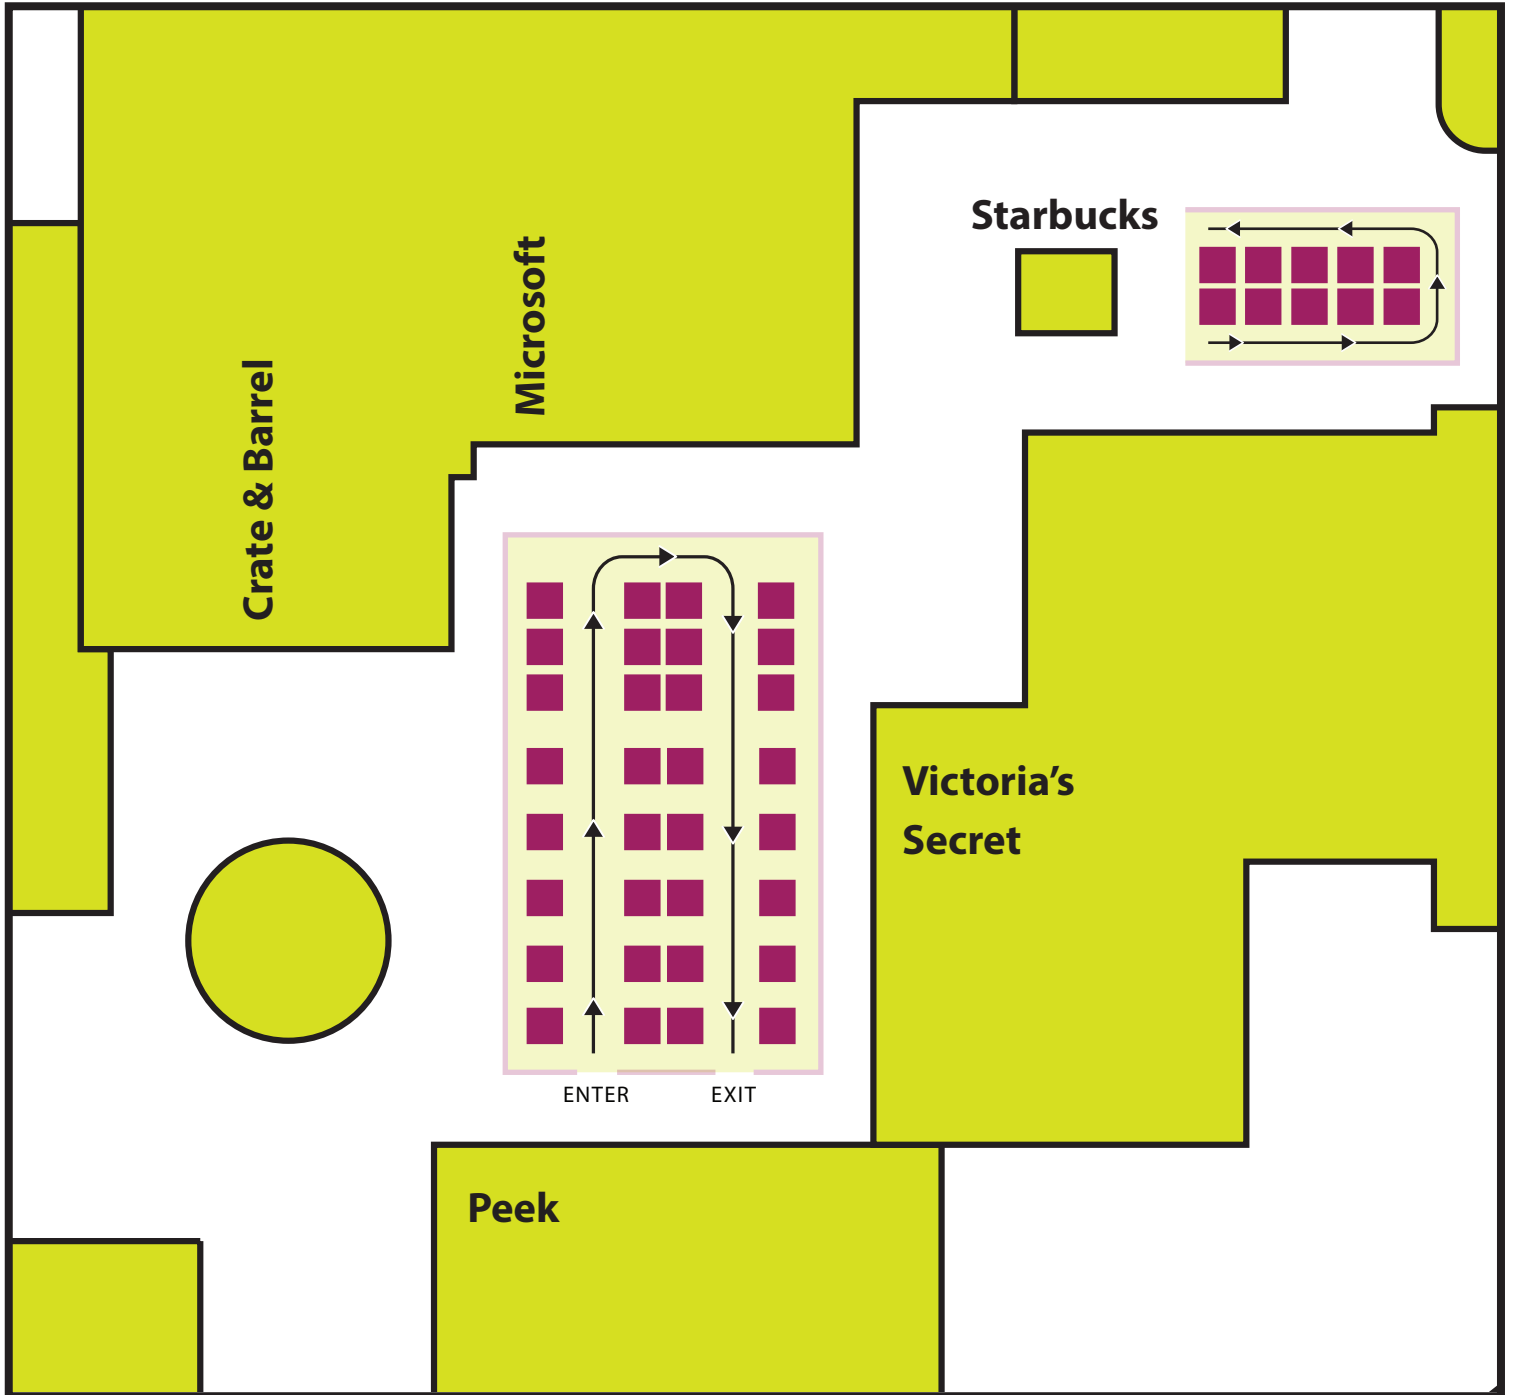 Starbucks
Microsoft
Crate & Barrel
Victoria’s
Secret
ENTER
EXIT
Peek